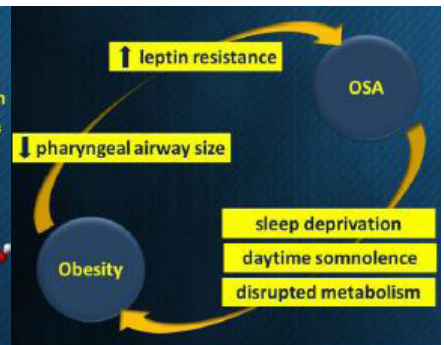 ↑ leptin resistance
OSA
↓ pharyngeal airway size
sleep deprivation
daytime somnolence
Obesity
disrupted metabolism